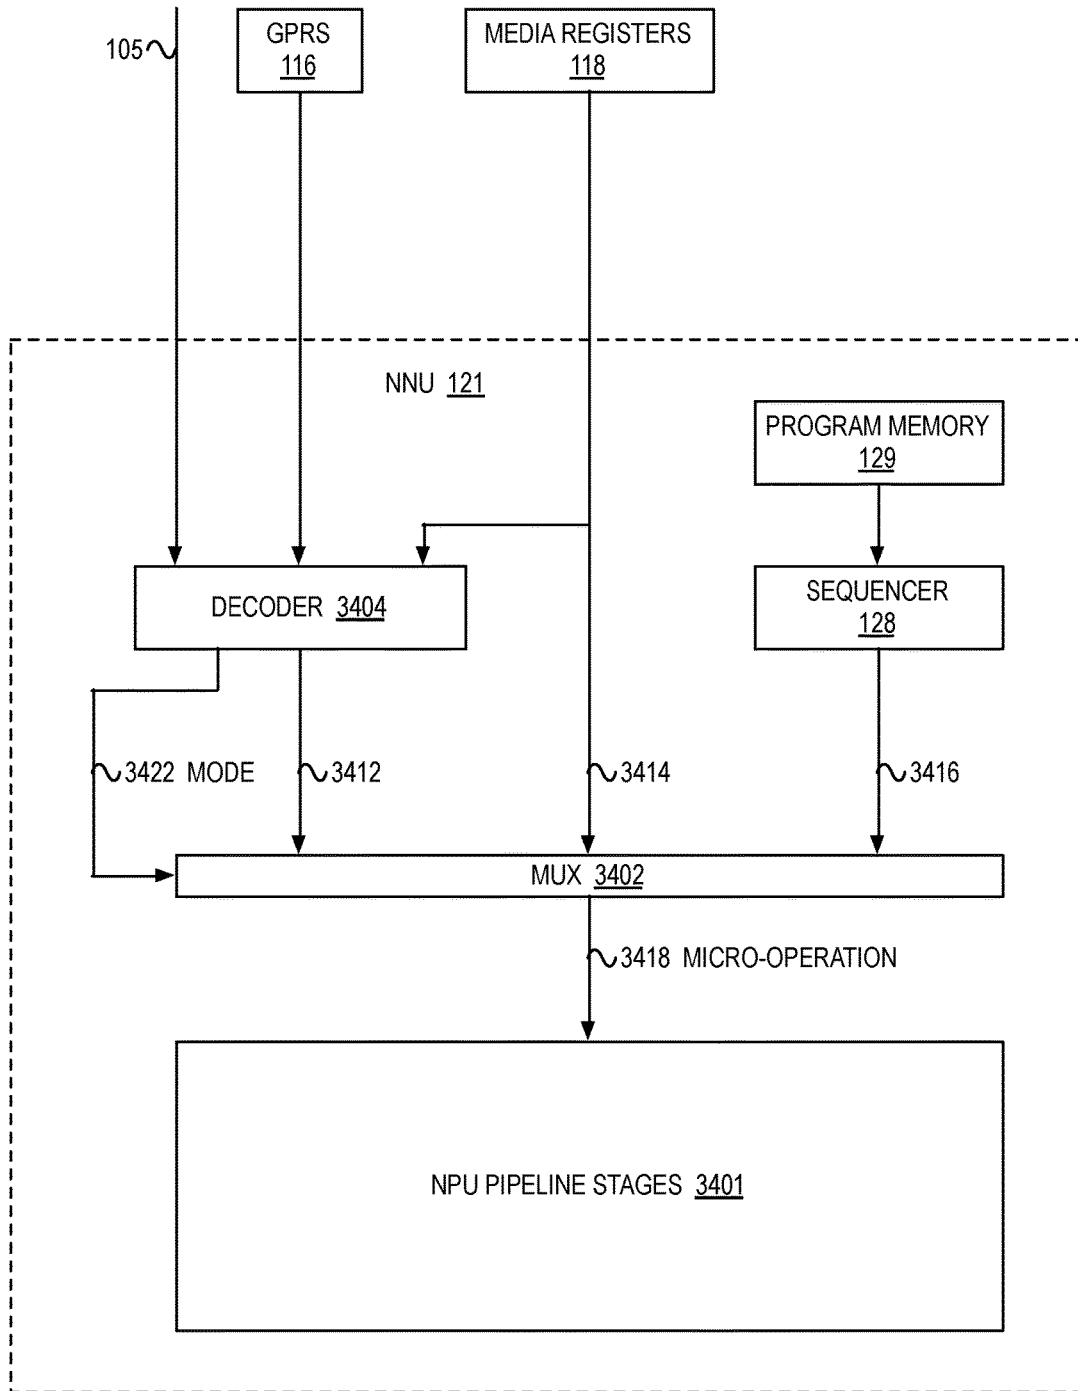 105
GPRS
116
MEDIA REGISTERS
118
NNU 121
PROGRAM MEMORY
129
DECODER 3404
SEQUENCER
128
3422 MODE
3412
3414
3416
MUX 3402
3418 MICRO-OPERATION
NPU PIPELINE STAGES 3401